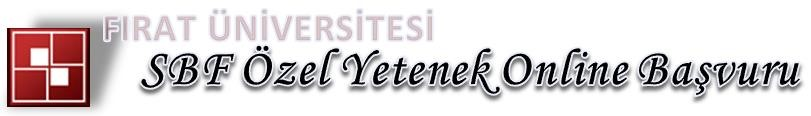 FIRAT ÜNİVERSİTESİ
SBF Özel Yetenek Online Başvuru